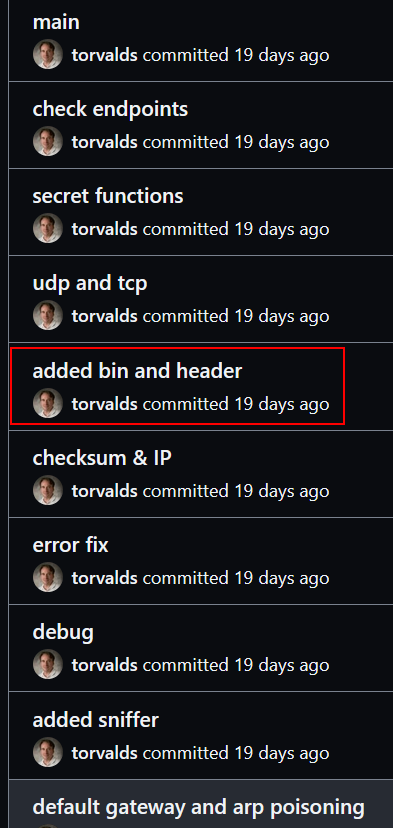 main
torvalds committed 19 days ago
check endpoints
torvalds committed 19 days ago
secret functions
torvalds committed 19 days ago
udp and tcp
torvalds committed 19 days ago
added bin and header
torvalds committed 19 days ago
checksum & IP
torvalds committed 19 days ago
error fix
torvalds committed 19 days ago
debug
torvalds committed 19 days ago
added sniffer
torvalds committed 19 days ago
default gateway and arp poisoning